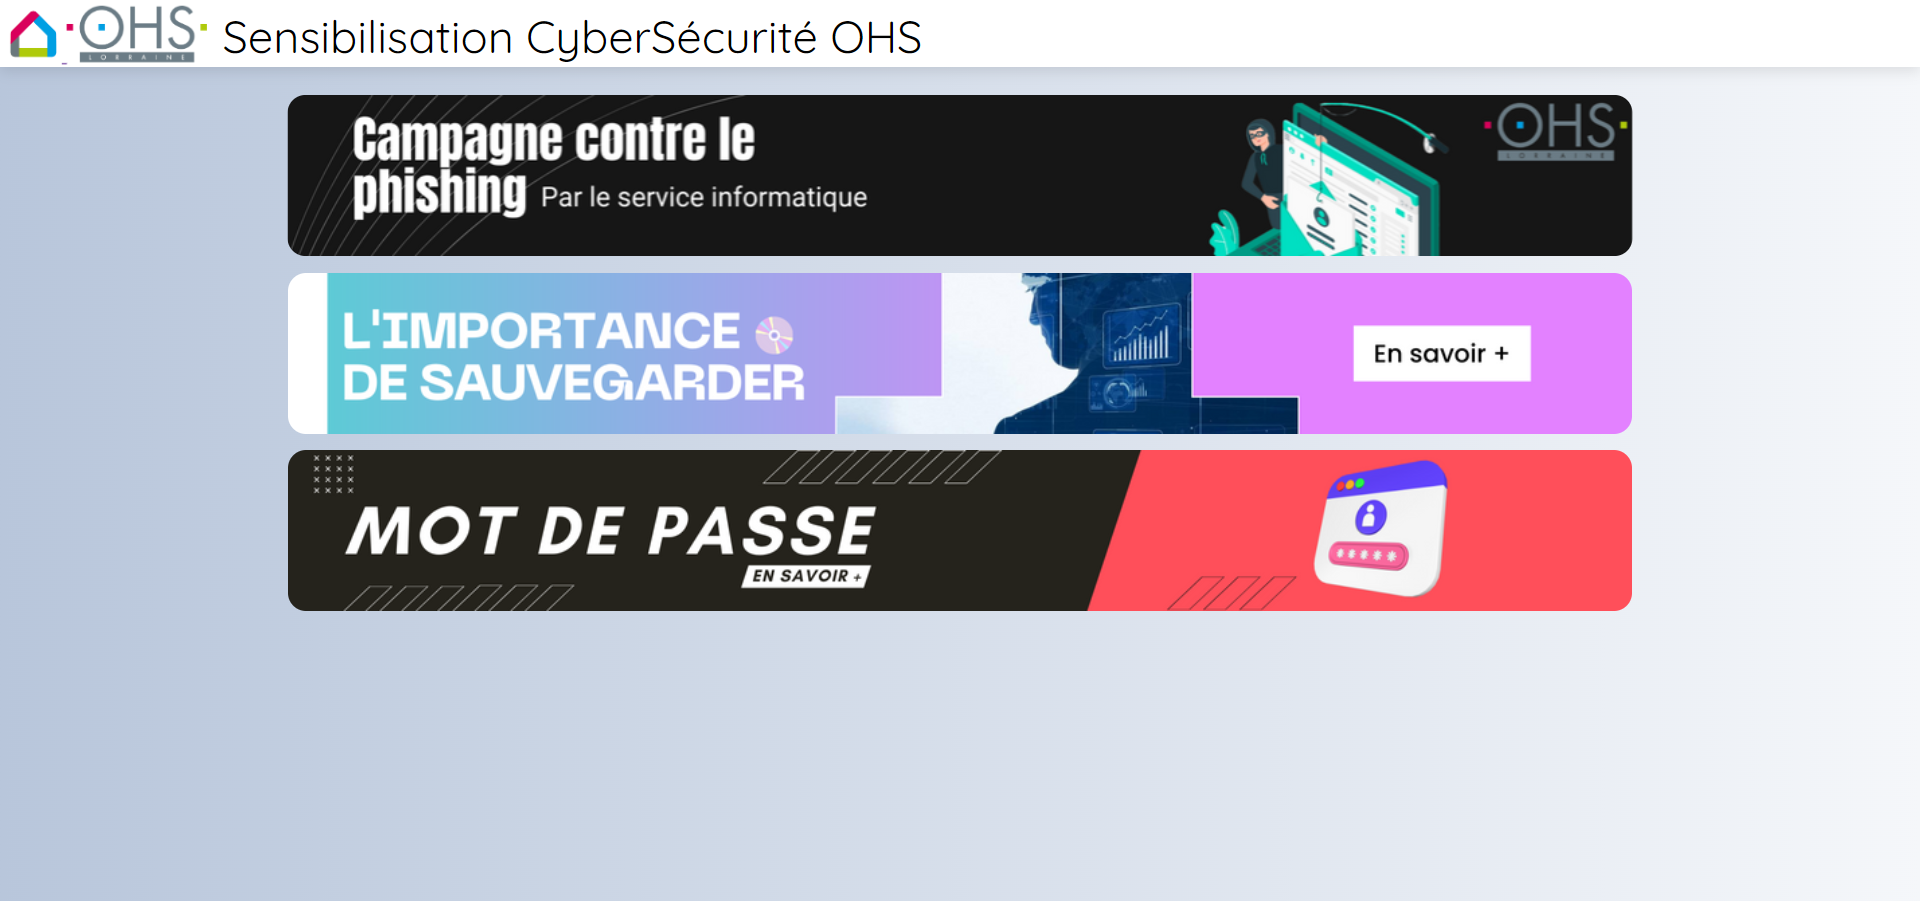 OHS
LORRAINE
Sensibilisation CyberSécurité OHS
Campagne contre le
phishing Par le service informatique
OHS
LORRAINE
L'IMPORTANCE
DE SAUVEGARDER
En savoir +
MOT DE PASSE
EN SAVOIR +